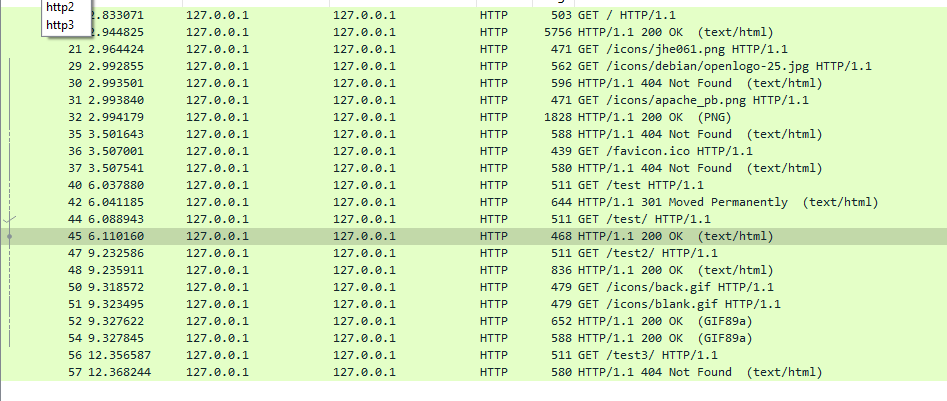 http2
http3
2.833071 127.0.0.1 127.0.0.1 HTTP 503 GET / HTTP/1.1
2.944825 127.0.0.1 127.0.0.1 HTTP 5756 HTTP/1.1 200 OK (text/html)
21 2.964424 127.0.0.1 127.0.0.1 HTTP 471 GET /icons/jhe061.png HTTP/1.1
29 2.992855 127.0.0.1 127.0.0.1 HTTP 562 GET /icons/debian/openlogo-25.jpg HTTP/1.1
30 2.993501 127.0.0.1 127.0.0.1 HTTP 596 HTTP/1.1 404 Not Found (text/html)
31 2.993840 127.0.0.1 127.0.0.1 HTTP 471 GET /icons/apache_pb.png HTTP/1.1
32 2.994179 127.0.0.1 127.0.0.1 HTTP 1828 HTTP/1.1 200 OK (PNG)
35 3.501643 127.0.0.1 127.0.0.1 HTTP 588 HTTP/1.1 404 Not Found (text/html)
36 3.507001 127.0.0.1 127.0.0.1 HTTP 439 GET /favicon.ico HTTP/1.1
37 3.507541 127.0.0.1 127.0.0.1 HTTP 580 HTTP/1.1 404 Not Found (text/html)
40 6.037880 127.0.0.1 127.0.0.1 HTTP 511 GET /test HTTP/1.1
42 6.041185 127.0.0.1 127.0.0.1 HTTP 644 HTTP/1.1 301 Moved Permanently (text/html)
44 6.088943 127.0.0.1 127.0.0.1 HTTP 511 GET /test/ HTTP/1.1
45 6.110160 127.0.0.1 127.0.0.1 HTTP 468 HTTP/1.1 200 OK (text/html)
47 9.232586 127.0.0.1 127.0.0.1 HTTP 511 GET /test2/ HTTP/1.1
48 9.235911 127.0.0.1 127.0.0.1 HTTP 836 HTTP/1.1 200 OK (text/html)
50 9.318572 127.0.0.1 127.0.0.1 HTTP 479 GET /icons/back.gif HTTP/1.1
51 9.323495 127.0.0.1 127.0.0.1 HTTP 479 GET /icons/blank.gif HTTP/1.1
52 9.327622 127.0.0.1 127.0.0.1 HTTP 652 HTTP/1.1 200 OK (GIF89a)
54 9.327845 127.0.0.1 127.0.0.1 HTTP 588 HTTP/1.1 200 OK (GIF89a)
56 12.356587 127.0.0.1 127.0.0.1 HTTP 511 GET /test3/ HTTP/1.1
57 12.368244 127.0.0.1 127.0.0.1 HTTP 580 HTTP/1.1 404 Not Found (text/html)